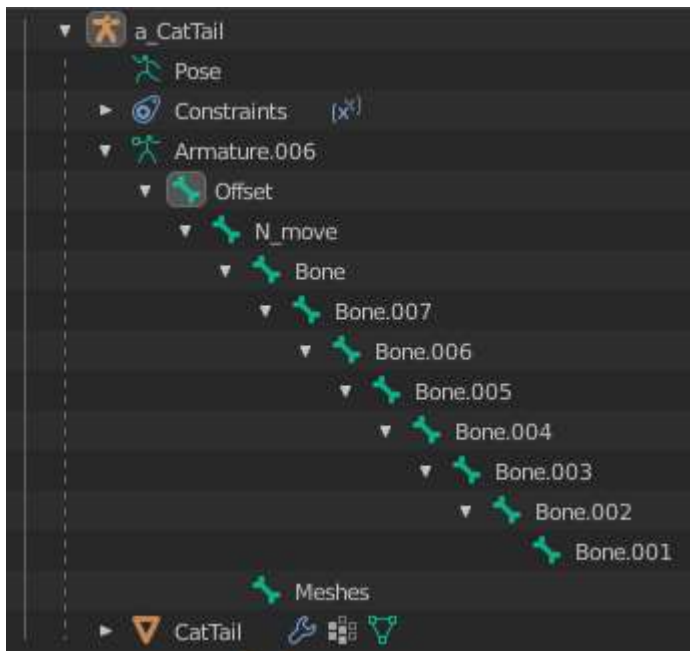 a_CatTail
Pose
Constraints (x^x)
Armature.006
Offset
N_move
Bone
Bone.007
Bone.006
Bone.005
Bone.004
Bone.003
Bone.002
Bone.001
Meshes
CatTail